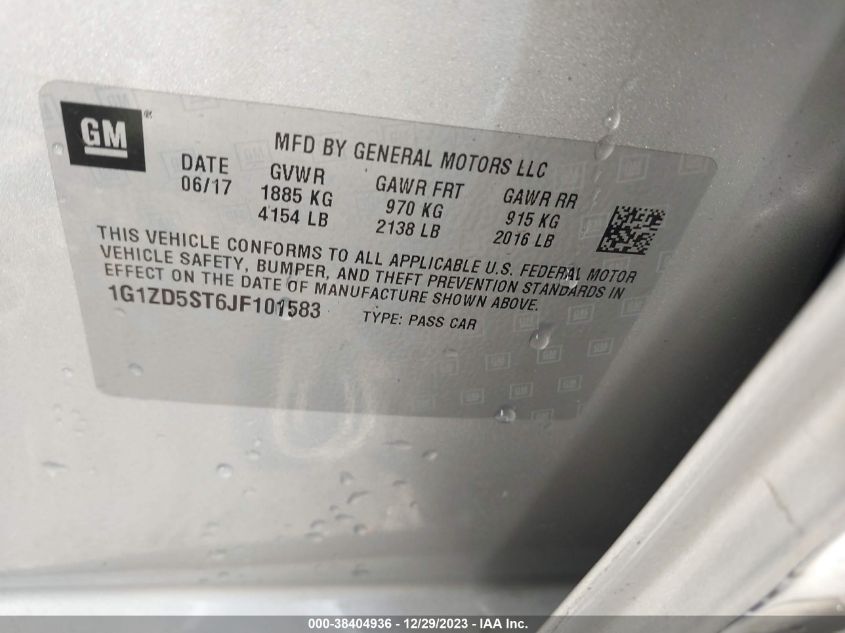 GM®
MFD BY GENERAL MOTORS LLC
DATE GVWR GAWR FRT GAWR RR
06/17 1885 KG 970 KG 915 KG
4154 LB 2138 LB 2016 LB
THIS VEHICLE CONFORMS TO ALL APPLICABLE U.S. FEDERAL MOTOR
VEHICLE SAFETY, BUMPER, AND THEFT PREVENTION STANDARDS IN
EFFECT ON THE DATE OF MANUFACTURE SHOWN ABOVE.
1G1ZD5ST6JF101583 TYPE: PASS CAR
000-38404936 - 12/29/2023 - IAA Inc.